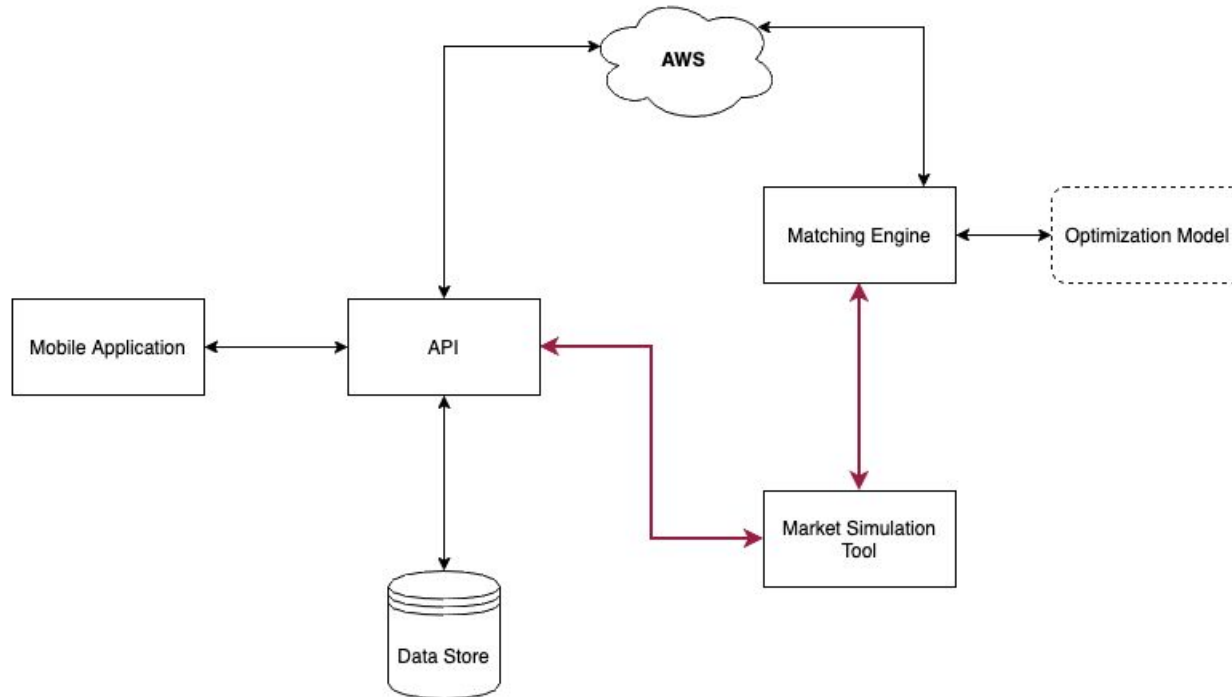 AWS
Matching Engine
Optimization Model
Mobile Application
API
Market Simulation
Tool
Data Store